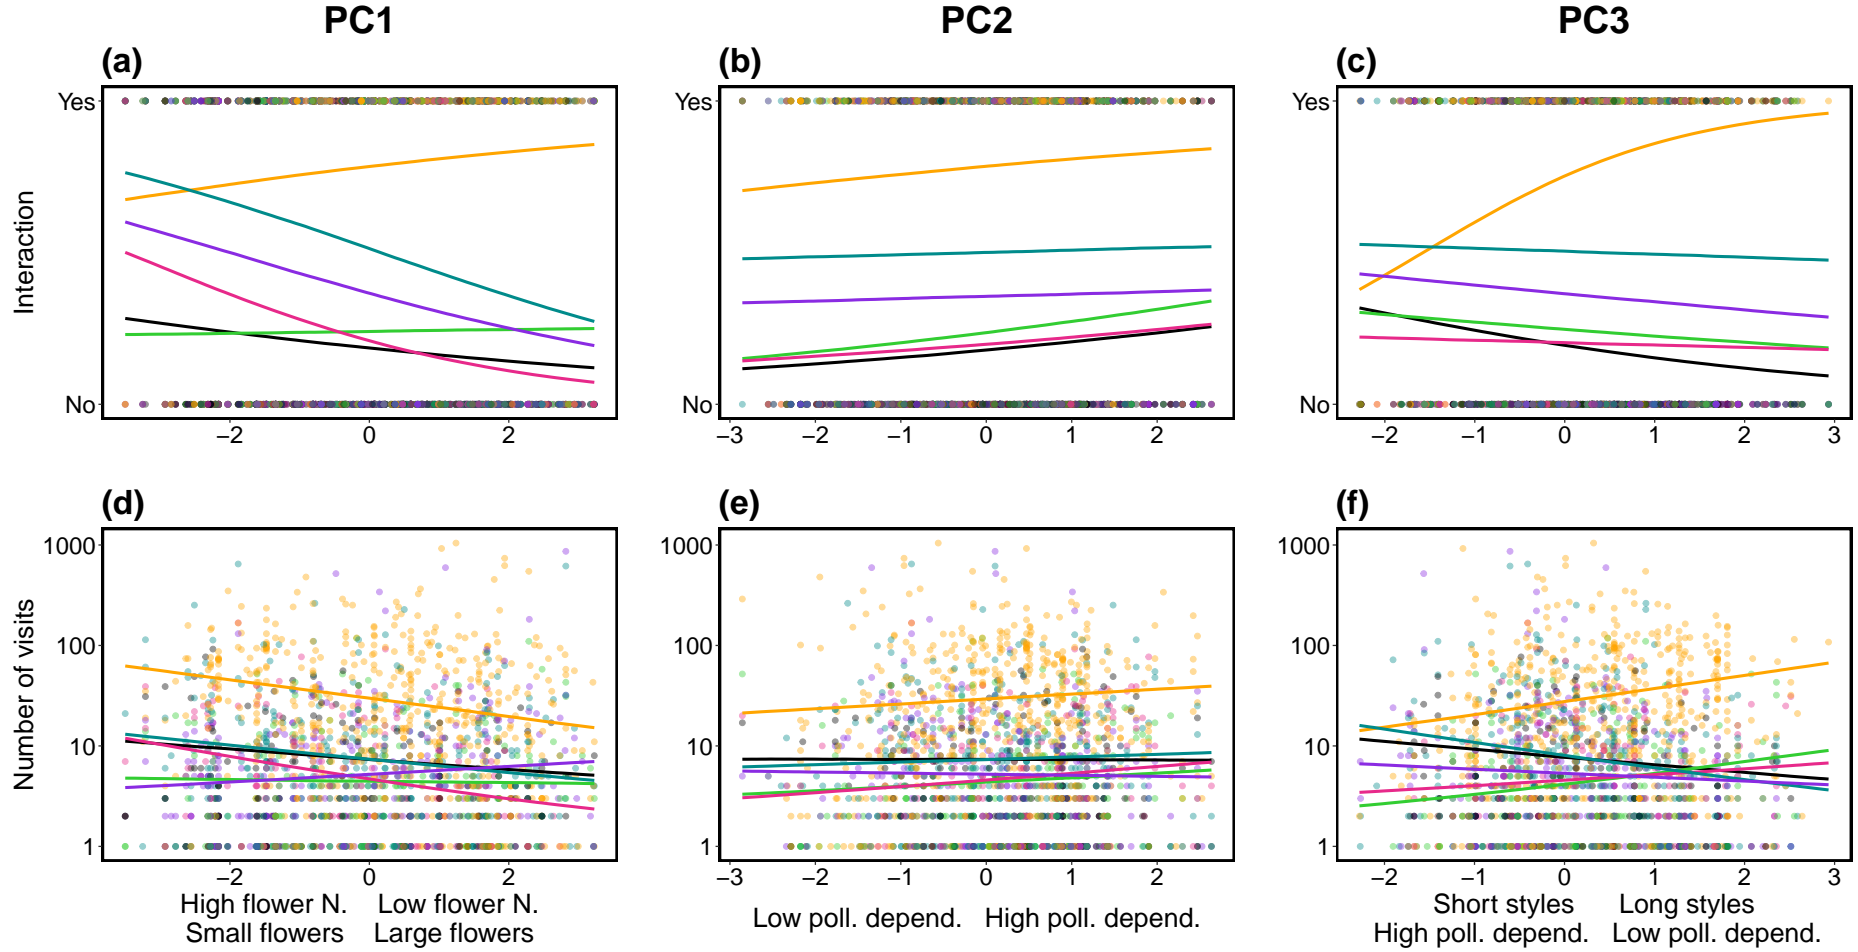 PC1 PC2 PC3
(a) (b) (c)
Yes Yes Yes
Interaction
No No No
−2 0 2 −3 −2 −1 0 1 2 −2 −1 0 1 2 3
(d) (e) (f)
1000 1000 1000
100 100 100
Number of visits
10 10 10
1 1 1
−2 0 2 −3 −2 −1 0 1 2 −2 −1 0 1 2 3
High flower N. Low flower N. Low poll. depend. High poll. depend. Short styles Long styles
Small flowers Large flowers High poll. depend. Low poll. depend.